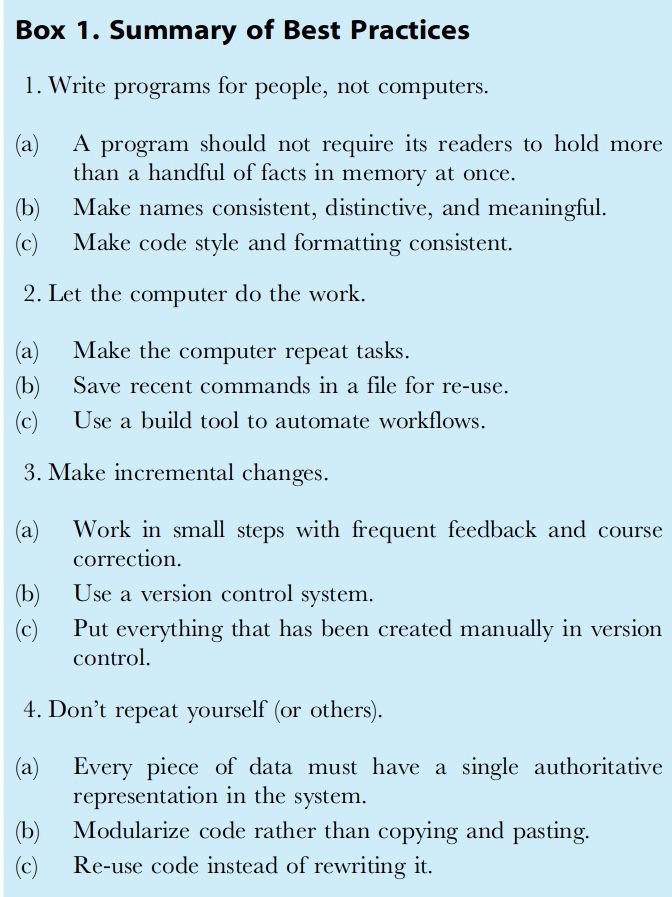 Box 1. Summary of Best Practices
1. Write programs for people, not computers.
(a) A program should not require its readers to hold more
than a handful of facts in memory at once.
(b) Make names consistent, distinctive, and meaningful.
(c) Make code style and formatting consistent.
2. Let the computer do the work.
(a) Make the computer repeat tasks.
(b) Save recent commands in a file for re-use.
(c) Use a build tool to automate workflows.
3. Make incremental changes.
(a) Work in small steps with frequent feedback and course
correction.
(b) Use a version control system.
(c) Put everything that has been created manually in version
control.
4. Don’t repeat yourself (or others).
(a) Every piece of data must have a single authoritative
representation in the system.
(b) Modularize code rather than copying and pasting.
(c) Re-use code instead of rewriting it.